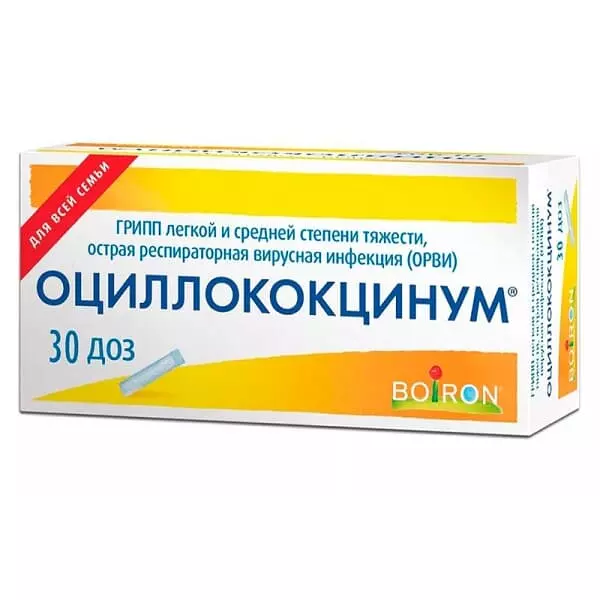 ДЛЯ ВСЕЙ СЕМЬИ
ГРИПП легкой и средней степени тяжести,
острая респираторная вирусная инфекция (ОРВИ)
ОЦИЛЛОКОКЦИНУМ®
30 доз
BOIRON
ОЦИЛЛОКОКЦИНУМ®
30 доз
BOIRON